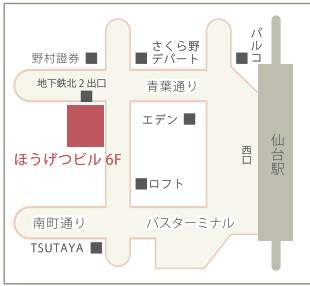 野村證券
さくら野
デパート
パルコ
地下鉄北2出口
青葉通り
エデン
ほうげつビル 6F
西口
仙台駅
ロフト
南町通り
バスターミナル
TSUTAYA